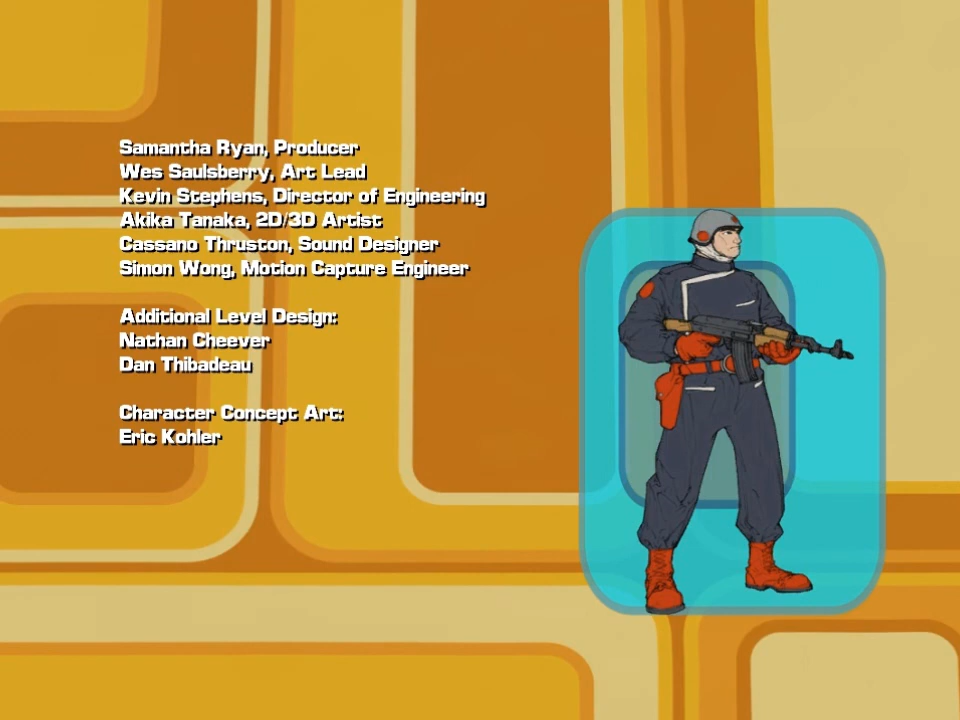 Samantha Ryan, Producer
Wes Saulsberry, Art Lead
Kevin Stephens, Director of Engineering
Akika Tanaka, 2D/3D Artist
Cassano Thruston, Sound Designer
Simon Wong, Motion Capture Engineer
Additional Level Design:
Nathan Cheever
Dan Thibadeau
Character Concept Art:
Eric Kohler